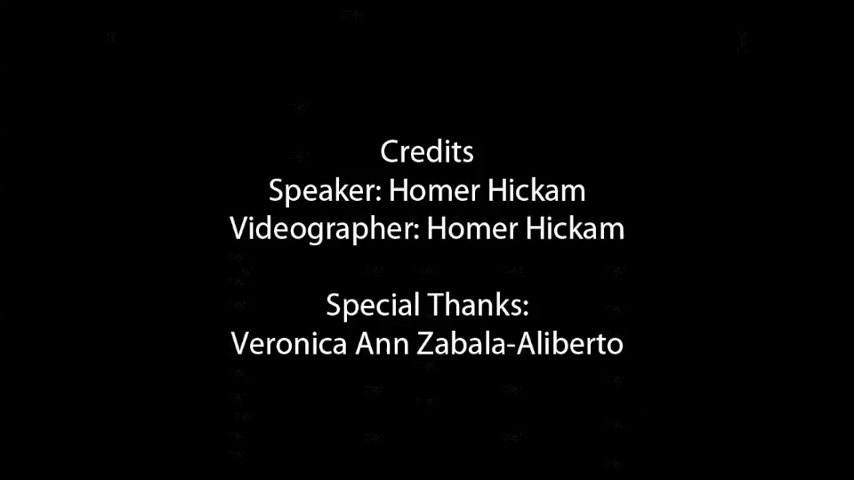 Credits
Speaker: Homer Hickam
Videographer: Homer Hickam
Special Thanks:
Veronica Ann Zabala-Aliberto